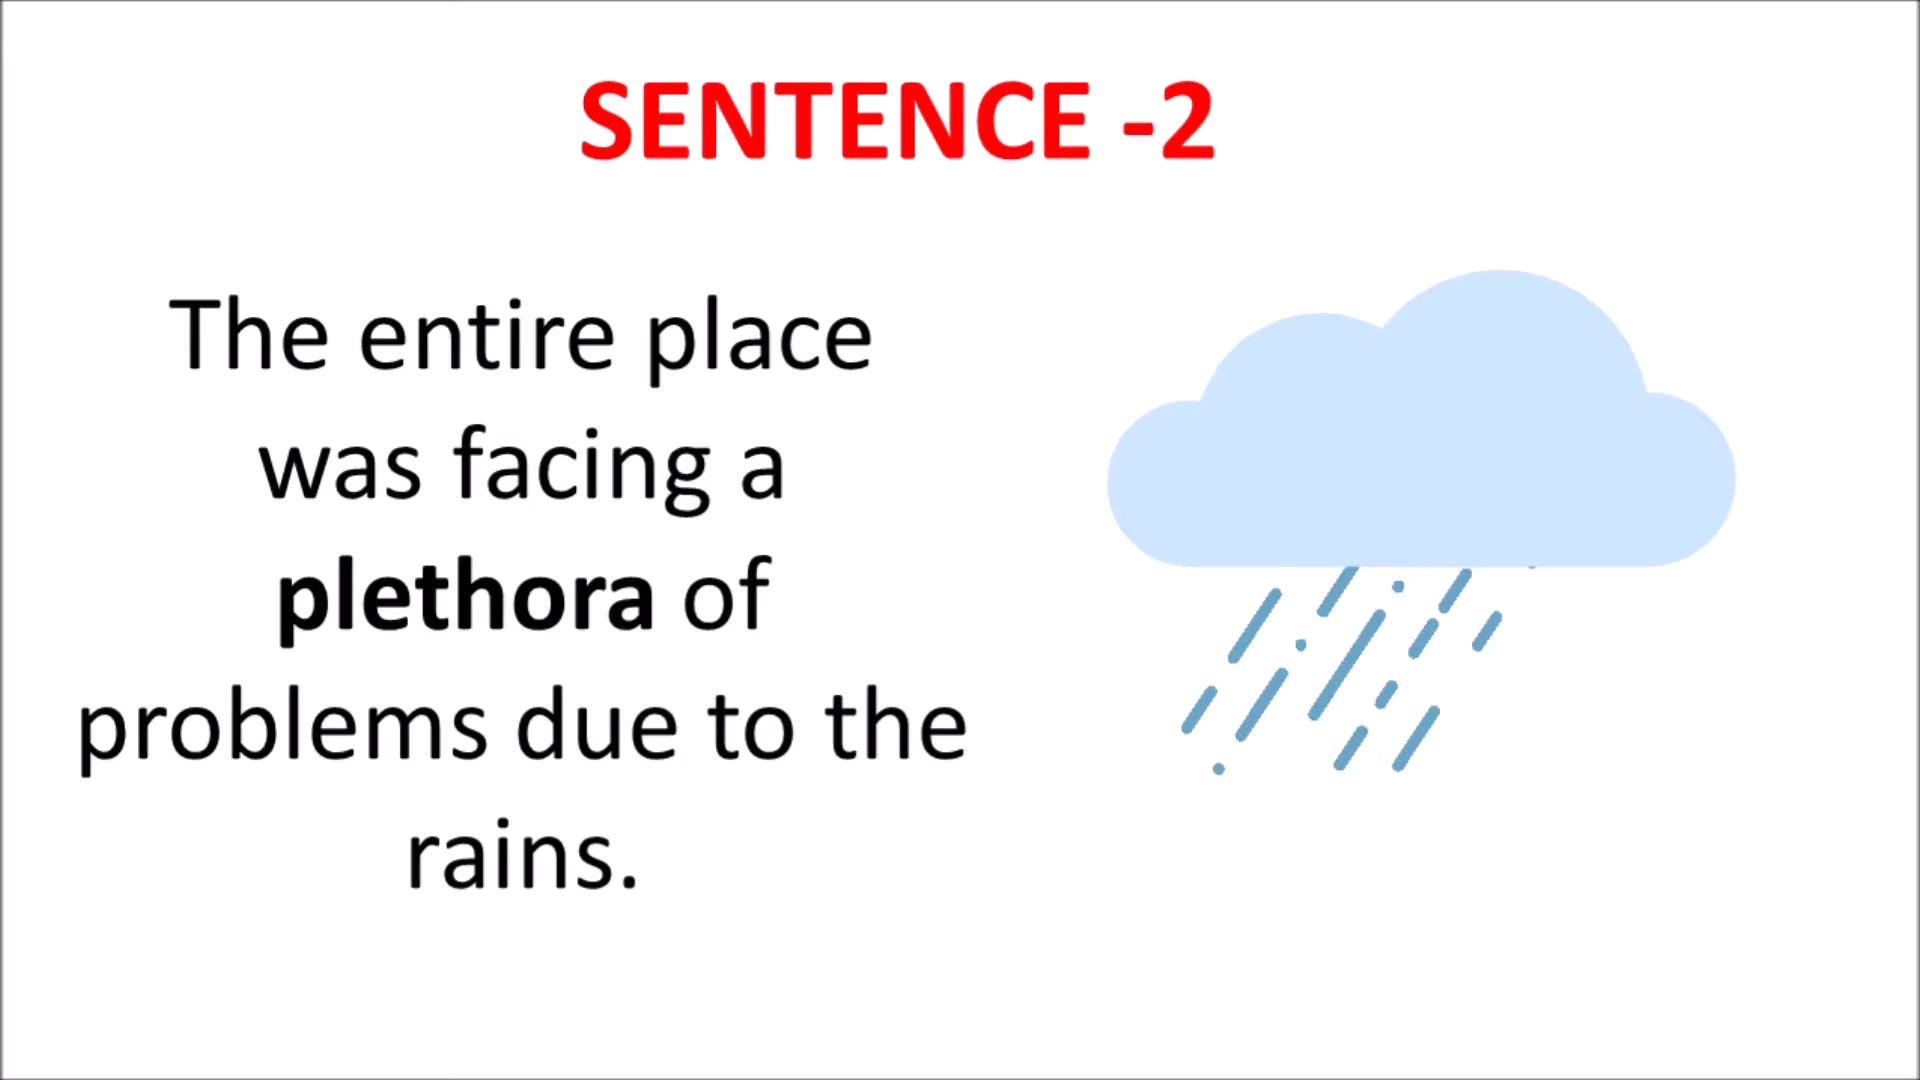 SENTENCE -2
The entire place
was facing a
plethora of
problems due to the
rains.